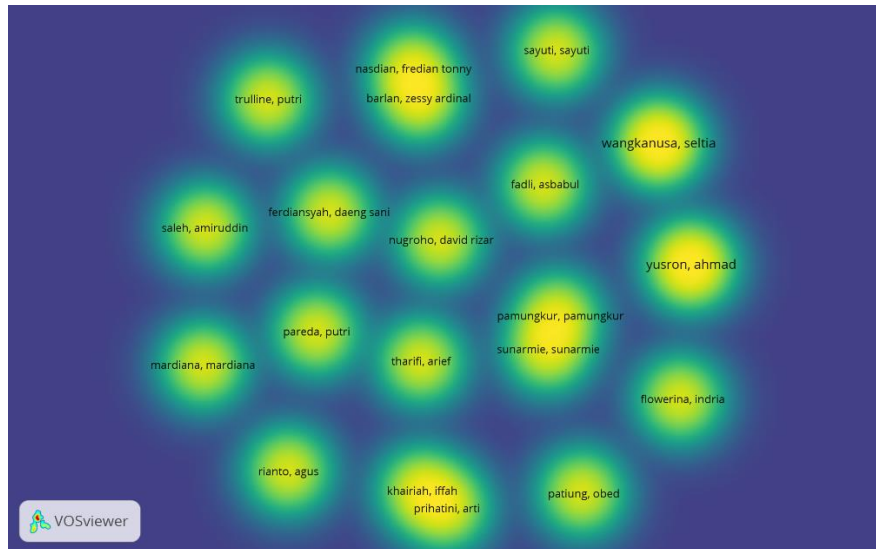 sayuti, sayuti
nasdian, fredian tonny
trulline, putri
barlan, zessy ardinal
wangkanusa, seltia
fadli, asbabul
ferdiansyah, daeng sani
saleh, amiruddin
nugroho, david rizar
yusron, ahmad
pamungkur, pamungkur
pareda, putri
sunarmie, sunarmie
tharifi, arief
mardiana, mardiana
flowerina, indria
rianto, agus
khairiah, iffah
patiung, obed
prihatini, arti
VOSviewer